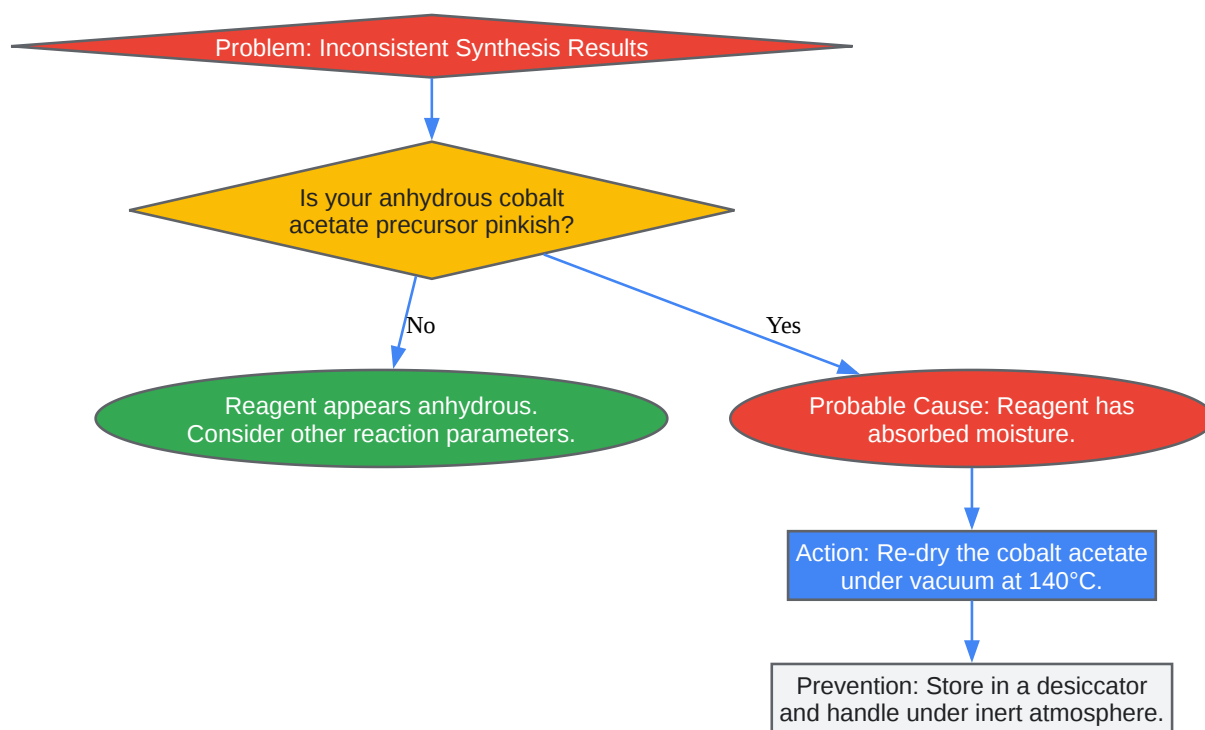 Problem: Inconsistent Synthesis Results
Is your anhydrous cobalt
acetate precursor pinkish?
No
Yes
Reagent appears anhydrous.
Consider other reaction parameters.
Probable Cause: Reagent has
absorbed moisture.
Action: Re-dry the cobalt acetate
under vacuum at 140°C.
Prevention: Store in a desiccator
and handle under inert atmosphere.